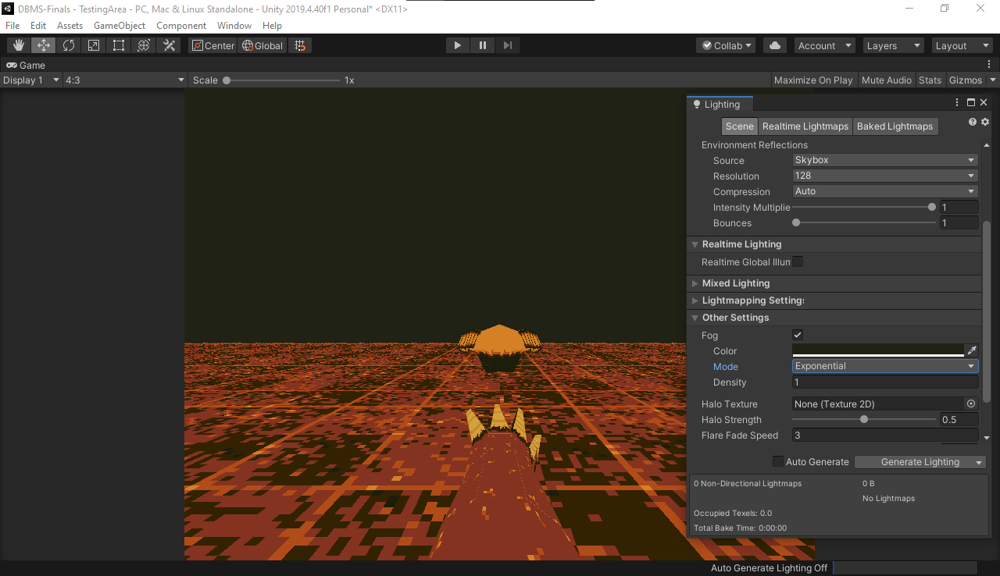 DBMS-Finals - TestingArea - PC, Mac & Linux Standalone - Unity 2019.4.40f1 Personal* <DX11>
File Edit Assets GameObject Component Window Help
Center Global Collab Account Layers Layout
Game
Display 1 4:3 Scale 1x Maximize On Play Mute Audio Stats Gizmos
Lighting
Scene Realtime Lightmaps Baked Lightmaps
Environment Reflections
Source Skybox
Resolution 128
Compression Auto
Intensity Multiplie 1
Bounces 1
Realtime Lighting
Realtime Global Illum
Mixed Lighting
Lightmapping Settings
Other Settings
Fog
Color
Mode Exponential
Density 1
Halo Texture None (Texture 2D)
Halo Strength 0.5
Flare Fade Speed 3
Auto Generate Generate Lighting
0 Non-Directional Lightmaps 0 B
No Lightmaps
Occupied Texels: 0.0
Total Bake Time: 0:00:00
Auto Generate Lighting Off